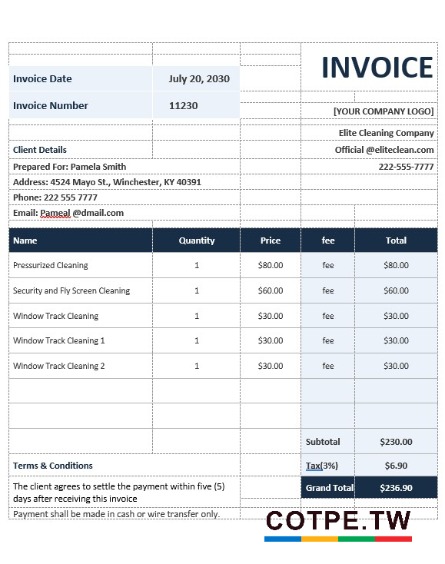 INVOICE
Invoice Date July 20, 2030
Invoice Number 11230
[YOUR COMPANY LOGO]
Elite Cleaning Company
Client Details Official @eliteclean.com
Prepared For: Pamela Smith 222-555-7777
Address: 4524 Mayo St., Winchester, KY 40391
Phone: 222 555 7777
Email: Pameal @dmail.com
Name Quantity Price fee Total
Pressurized Cleaning 1 $80.00 fee $80.00
Security and Fly Screen Cleaning 1 $60.00 fee $60.00
Window Track Cleaning 1 $30.00 fee $30.00
Window Track Cleaning 1 1 $30.00 fee $30.00
Window Track Cleaning 2 1 $30.00 fee $30.00
Subtotal $230.00
Terms & Conditions Tax(3%) $6.90
The client agrees to settle the payment within five (5) Grand Total $236.90
days after receiving this invoice
Payment shall be made in cash or wire transfer only.
COTPE.TW